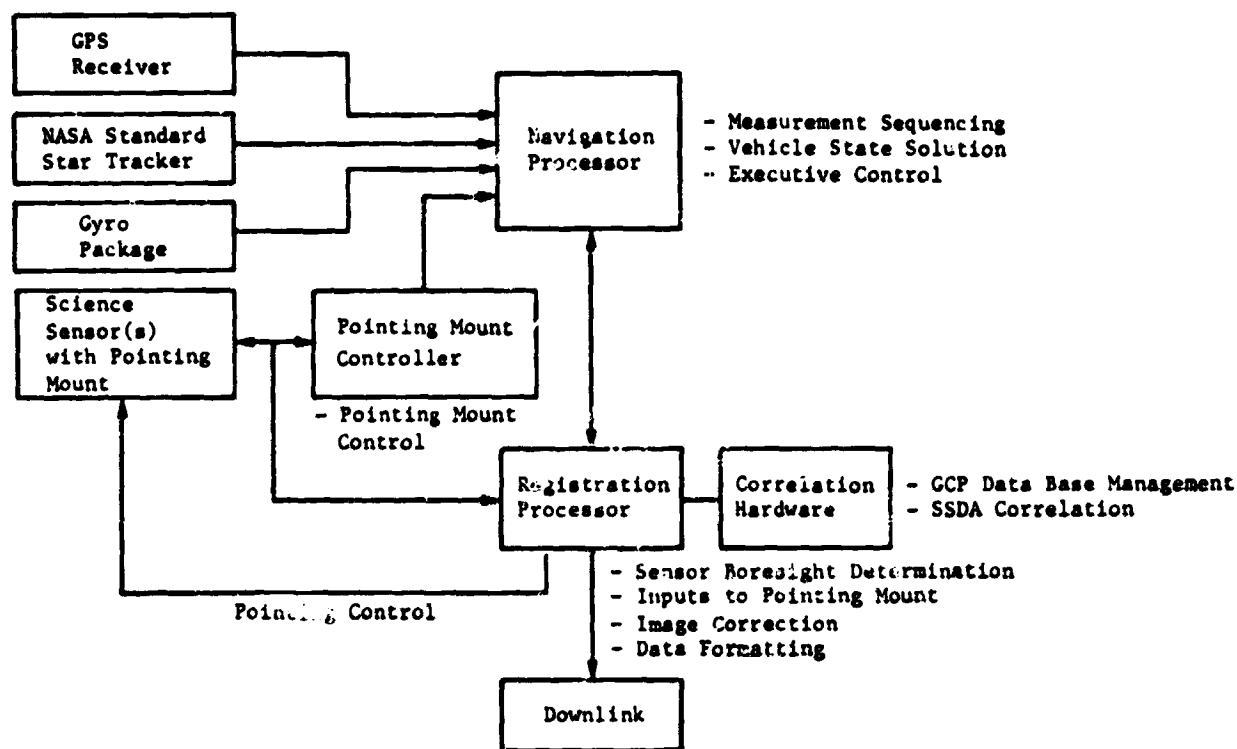 GPS
Receiver
NASA Standard
Star Tracker
Gyro
Package
Science
Sensor(s)
with Pointing
Mount
Pointing Mount
Controller
- Pointing Mount
Control
Navigation
Processor
- Measurement Sequencing
- Vehicle State Solution
- Executive Control
Registration
Processor
Correlation
Hardware
- GCP Data Base Management
- SSDA Correlation
- Sensor Boresight Determination
- Inputs to Pointing Mount
- Image Correction
- Data Formatting
Pointing Control
Downlink